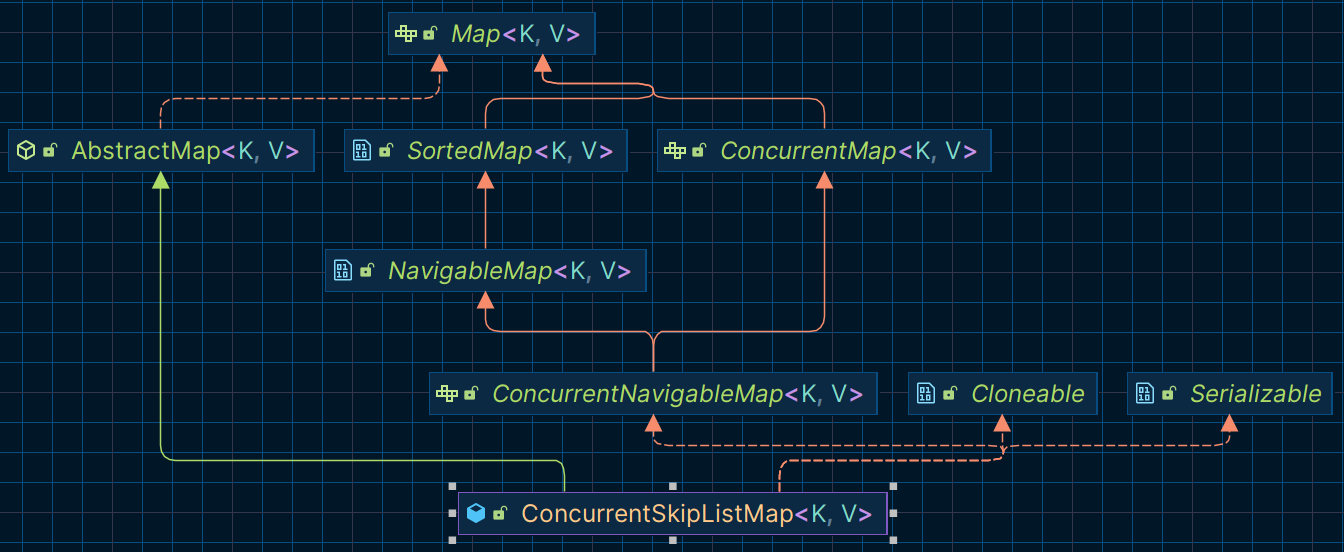 Map<K, V>
AbstractMap<K, V>
SortedMap<K, V>
ConcurrentMap<K, V>
NavigableMap<K, V>
ConcurrentNavigableMap<K, V>
Cloneable
Serializable
ConcurrentSkipListMap<K, V>